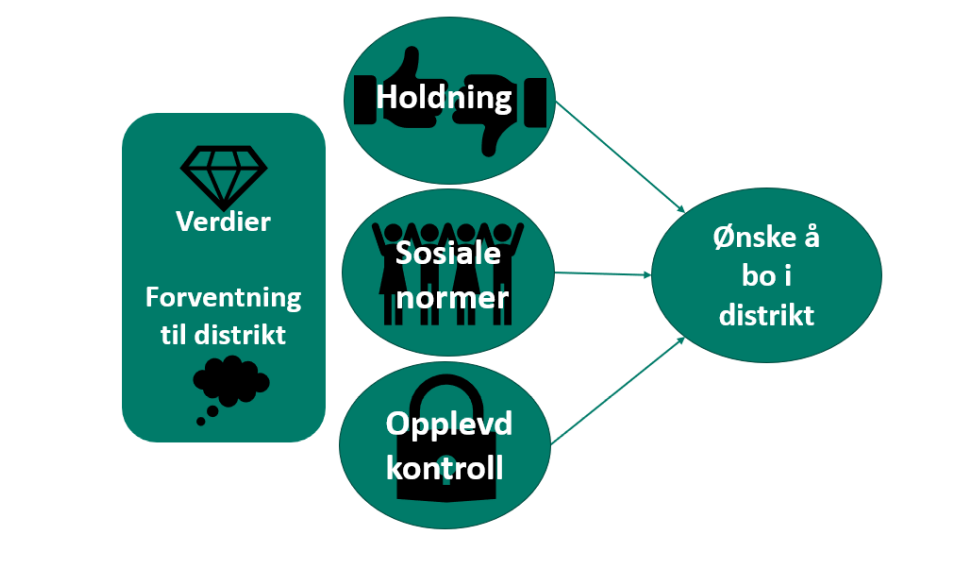 Verdier
Forventning
til distrikt
Holdning
Sosiale
normer
Opplevd
kontroll
Ønske å
bo i
distrikt